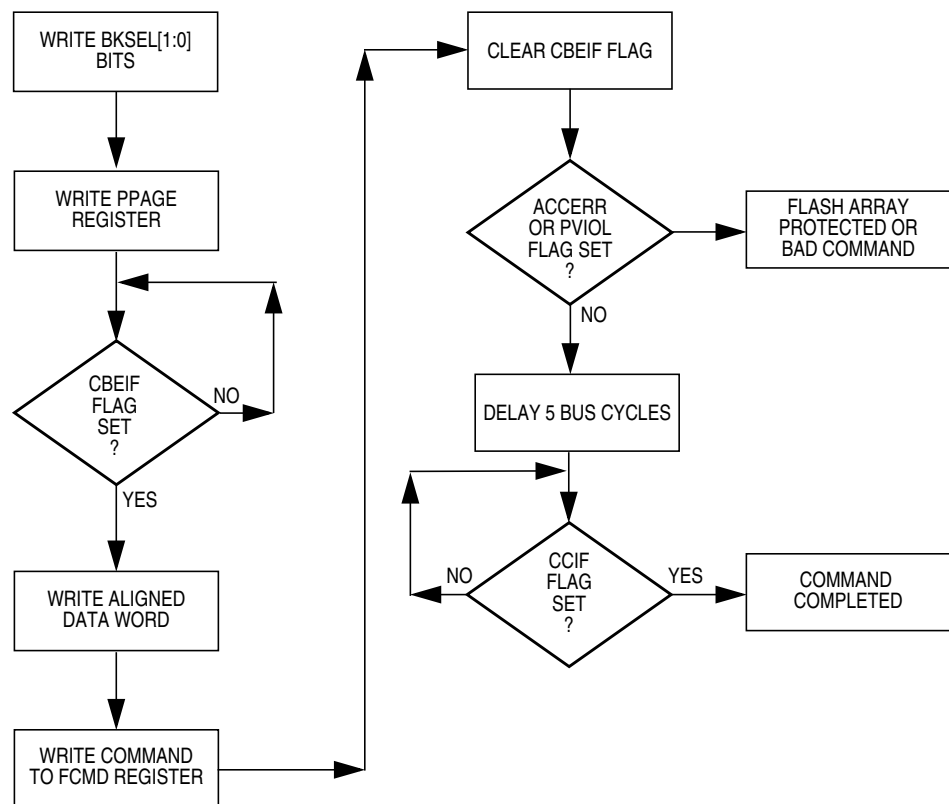 WRITE BKSEL[1:0]
BITS
WRITE PPAGE
REGISTER
CBEIF
FLAG
SET
?
NO
YES
WRITE ALIGNED
DATA WORD
WRITE COMMAND
TO FCMD REGISTER
CLEAR CBEIF FLAG
ACCERR
OR PVIOL
FLAG SET
?
FLASH ARRAY
PROTECTED OR
BAD COMMAND
NO
DELAY 5 BUS CYCLES
CCIF
FLAG
SET
?
NO
YES
COMMAND
COMPLETED